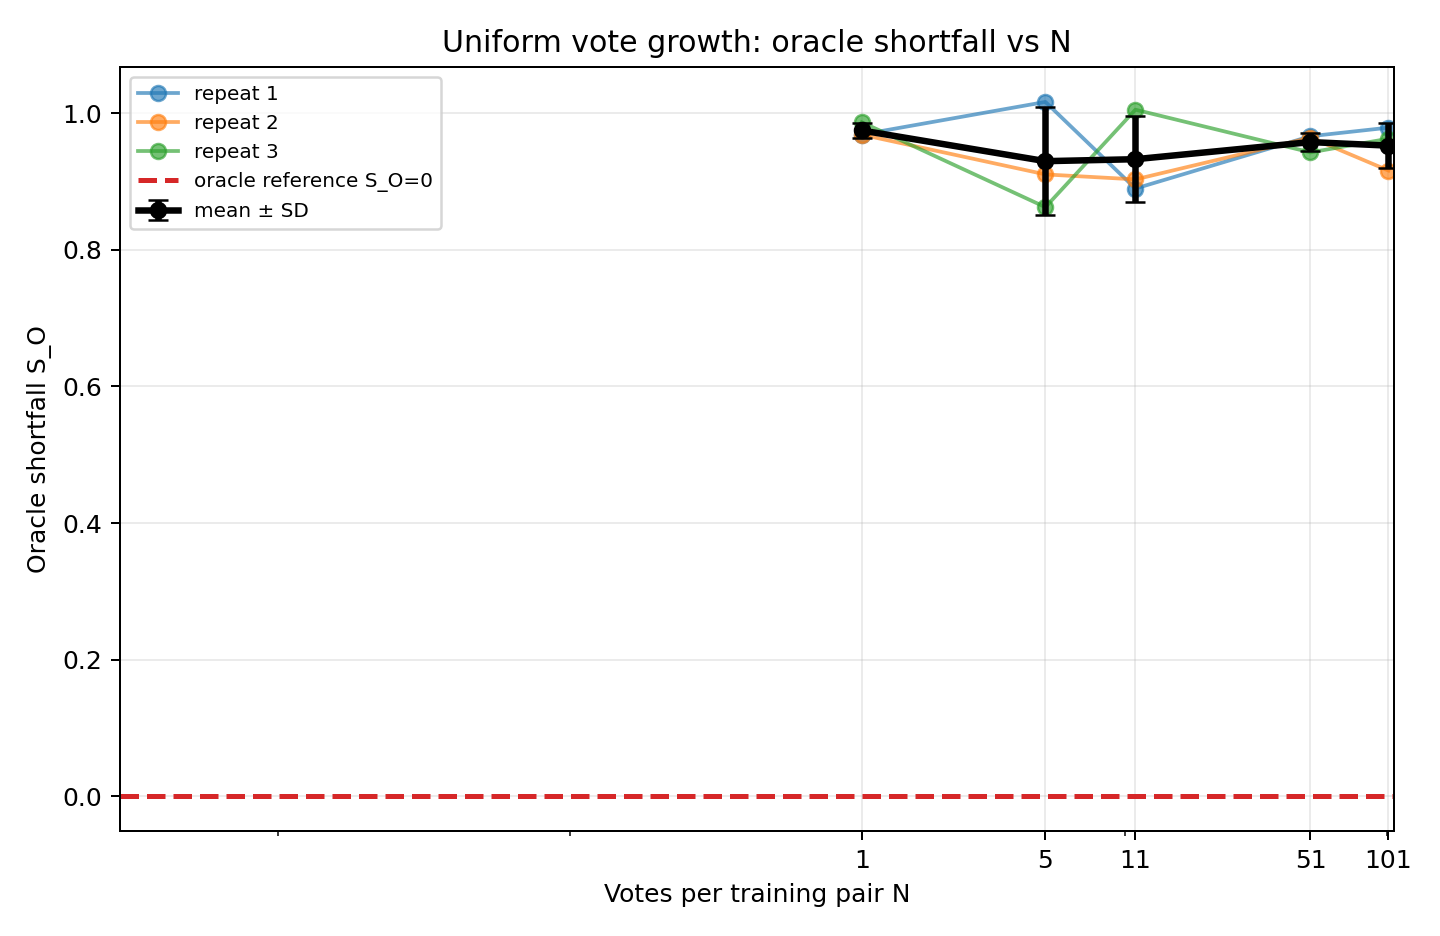 Uniform vote growth: oracle shortfall vs N
repeat 1
repeat 2
repeat 3
oracle reference S_O=0
mean ± SD
Oracle shortfall S_O
1.0
0.8
0.6
0.4
0.2
0.0
1 5 11 51 101
Votes per training pair N